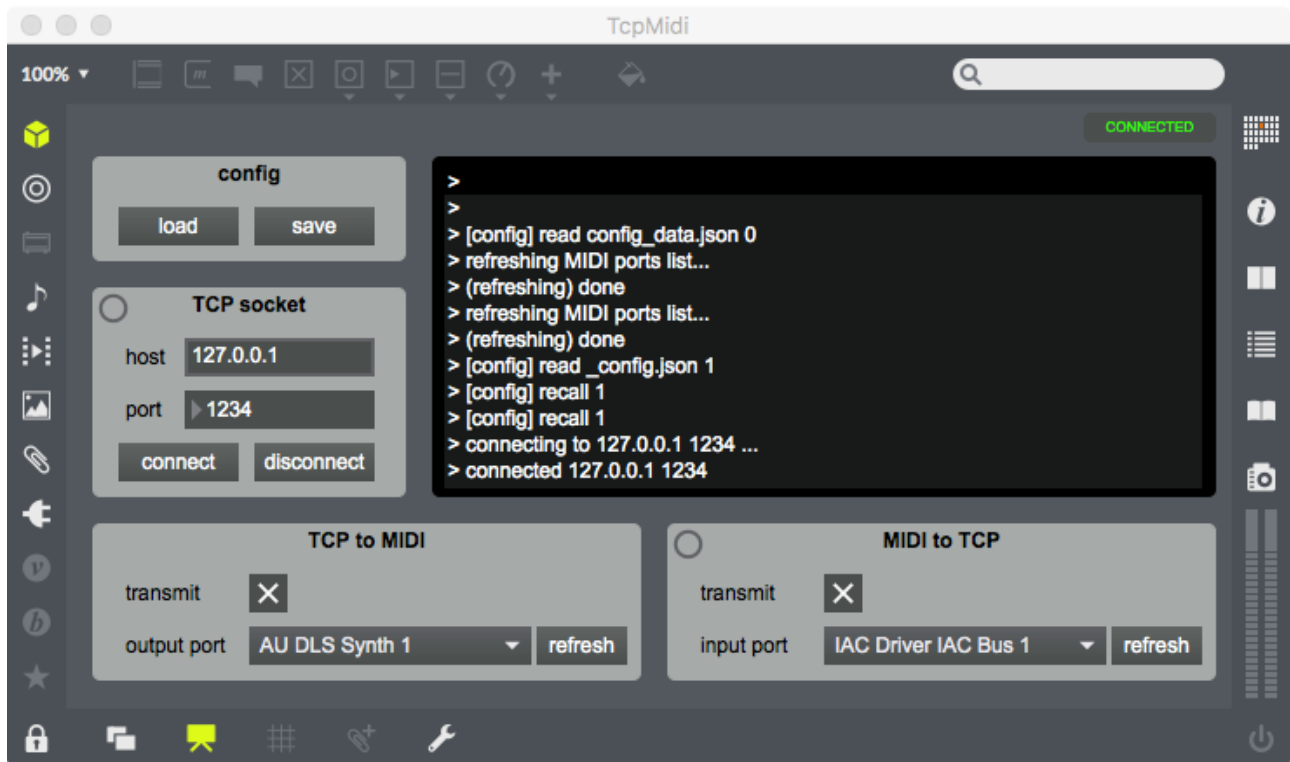 TcpMidi
100%
CONNECTED
config
load save
TCP socket
host 127.0.0.1
port 1234
connect disconnect
>
>
> [config] read config_data.json 0
> refreshing MIDI ports list...
> (refreshing) done
> refreshing MIDI ports list...
> (refreshing) done
> [config] read _config.json 1
> [config] recall 1
> [config] recall 1
> connecting to 127.0.0.1 1234 ...
> connected 127.0.0.1 1234
TCP to MIDI
transmit
output port AU DLS Synth 1 refresh
MIDI to TCP
transmit
input port IAC Driver IAC Bus 1 refresh